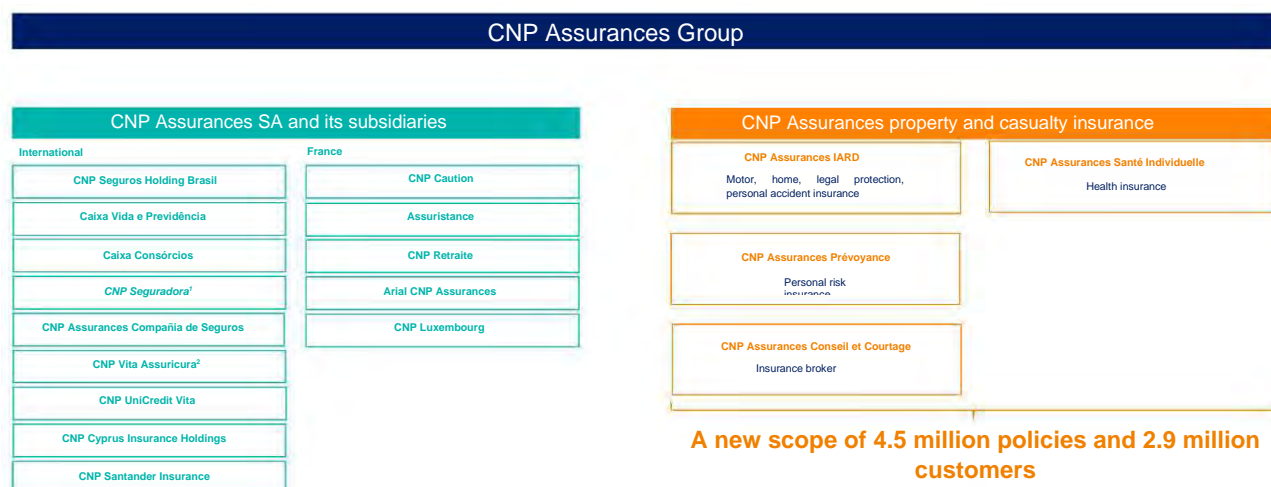 CNP Assurances Group
CNP Assurances SA and its subsidiaries
International
France
CNP Seguros Holding Brasil
CNP Caution
Caixa Vida e Previdência
Assuristance
Caixa Consórcios
CNP Retraite
CNP Seguradora¹
Arial CNP Assurances
CNP Assurances Compañia de Seguros
CNP Luxembourg
CNP Vita Assuricura²
CNP UniCredit Vita
CNP Cyprus Insurance Holdings
CNP Santander Insurance
CNP Assurances property and casualty insurance
CNP Assurances IARD
Motor, home, legal protection,
personal accident insurance
CNP Assurances Santé Individuelle
Health insurance
CNP Assurances Prévoyance
Personal risk
insurance
CNP Assurances Conseil et Courtage
Insurance broker
A new scope of 4.5 million policies and 2.9 million
customers